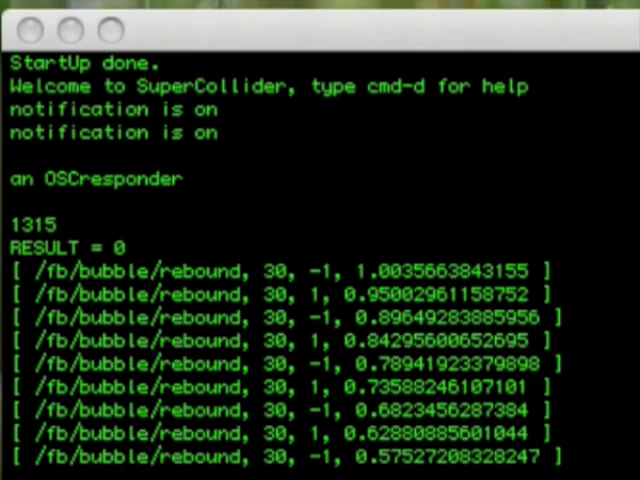 StartUp done.
Welcome to SuperCollider, type cmd-d for help
notification is on
notification is on
an OSCresponder
1315
RESULT = 0
[ /fb/bubble/rebound, 30, -1, 1.0035663843155 ]
[ /fb/bubble/rebound, 30, 1, 0.95002961158752 ]
[ /fb/bubble/rebound, 30, -1, 0.89649283885956 ]
[ /fb/bubble/rebound, 30, 1, 0.84295600652695 ]
[ /fb/bubble/rebound, 30, -1, 0.78941923379898 ]
[ /fb/bubble/rebound, 30, 1, 0.73588246107101 ]
[ /fb/bubble/rebound, 30, -1, 0.6823456287384 ]
[ /fb/bubble/rebound, 30, 1, 0.62880885601044 ]
[ /fb/bubble/rebound, 30, -1, 0.57527208328247 ]